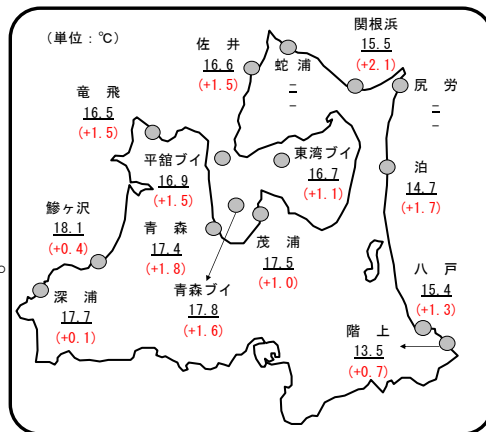 (単位：℃)
関根浜
15.5
(+2.1)
佐 井
16.6
(+1.5)
蛇 浦
－
－
尻 労
－
－
竜 飛
16.5
(+1.5)
平舘ブイ
16.9
(+1.5)
東湾ブイ
16.7
(+1.1)
泊
14.7
(+1.7)
鰺ヶ沢
18.1
(+0.4)
青 森
17.4
(+1.8)
茂 浦
17.5
(+1.0)
青森ブイ
17.8
(+1.6)
深 浦
17.7
(+0.1)
八 戸
15.4
(+1.3)
階 上
13.5
(+0.7)